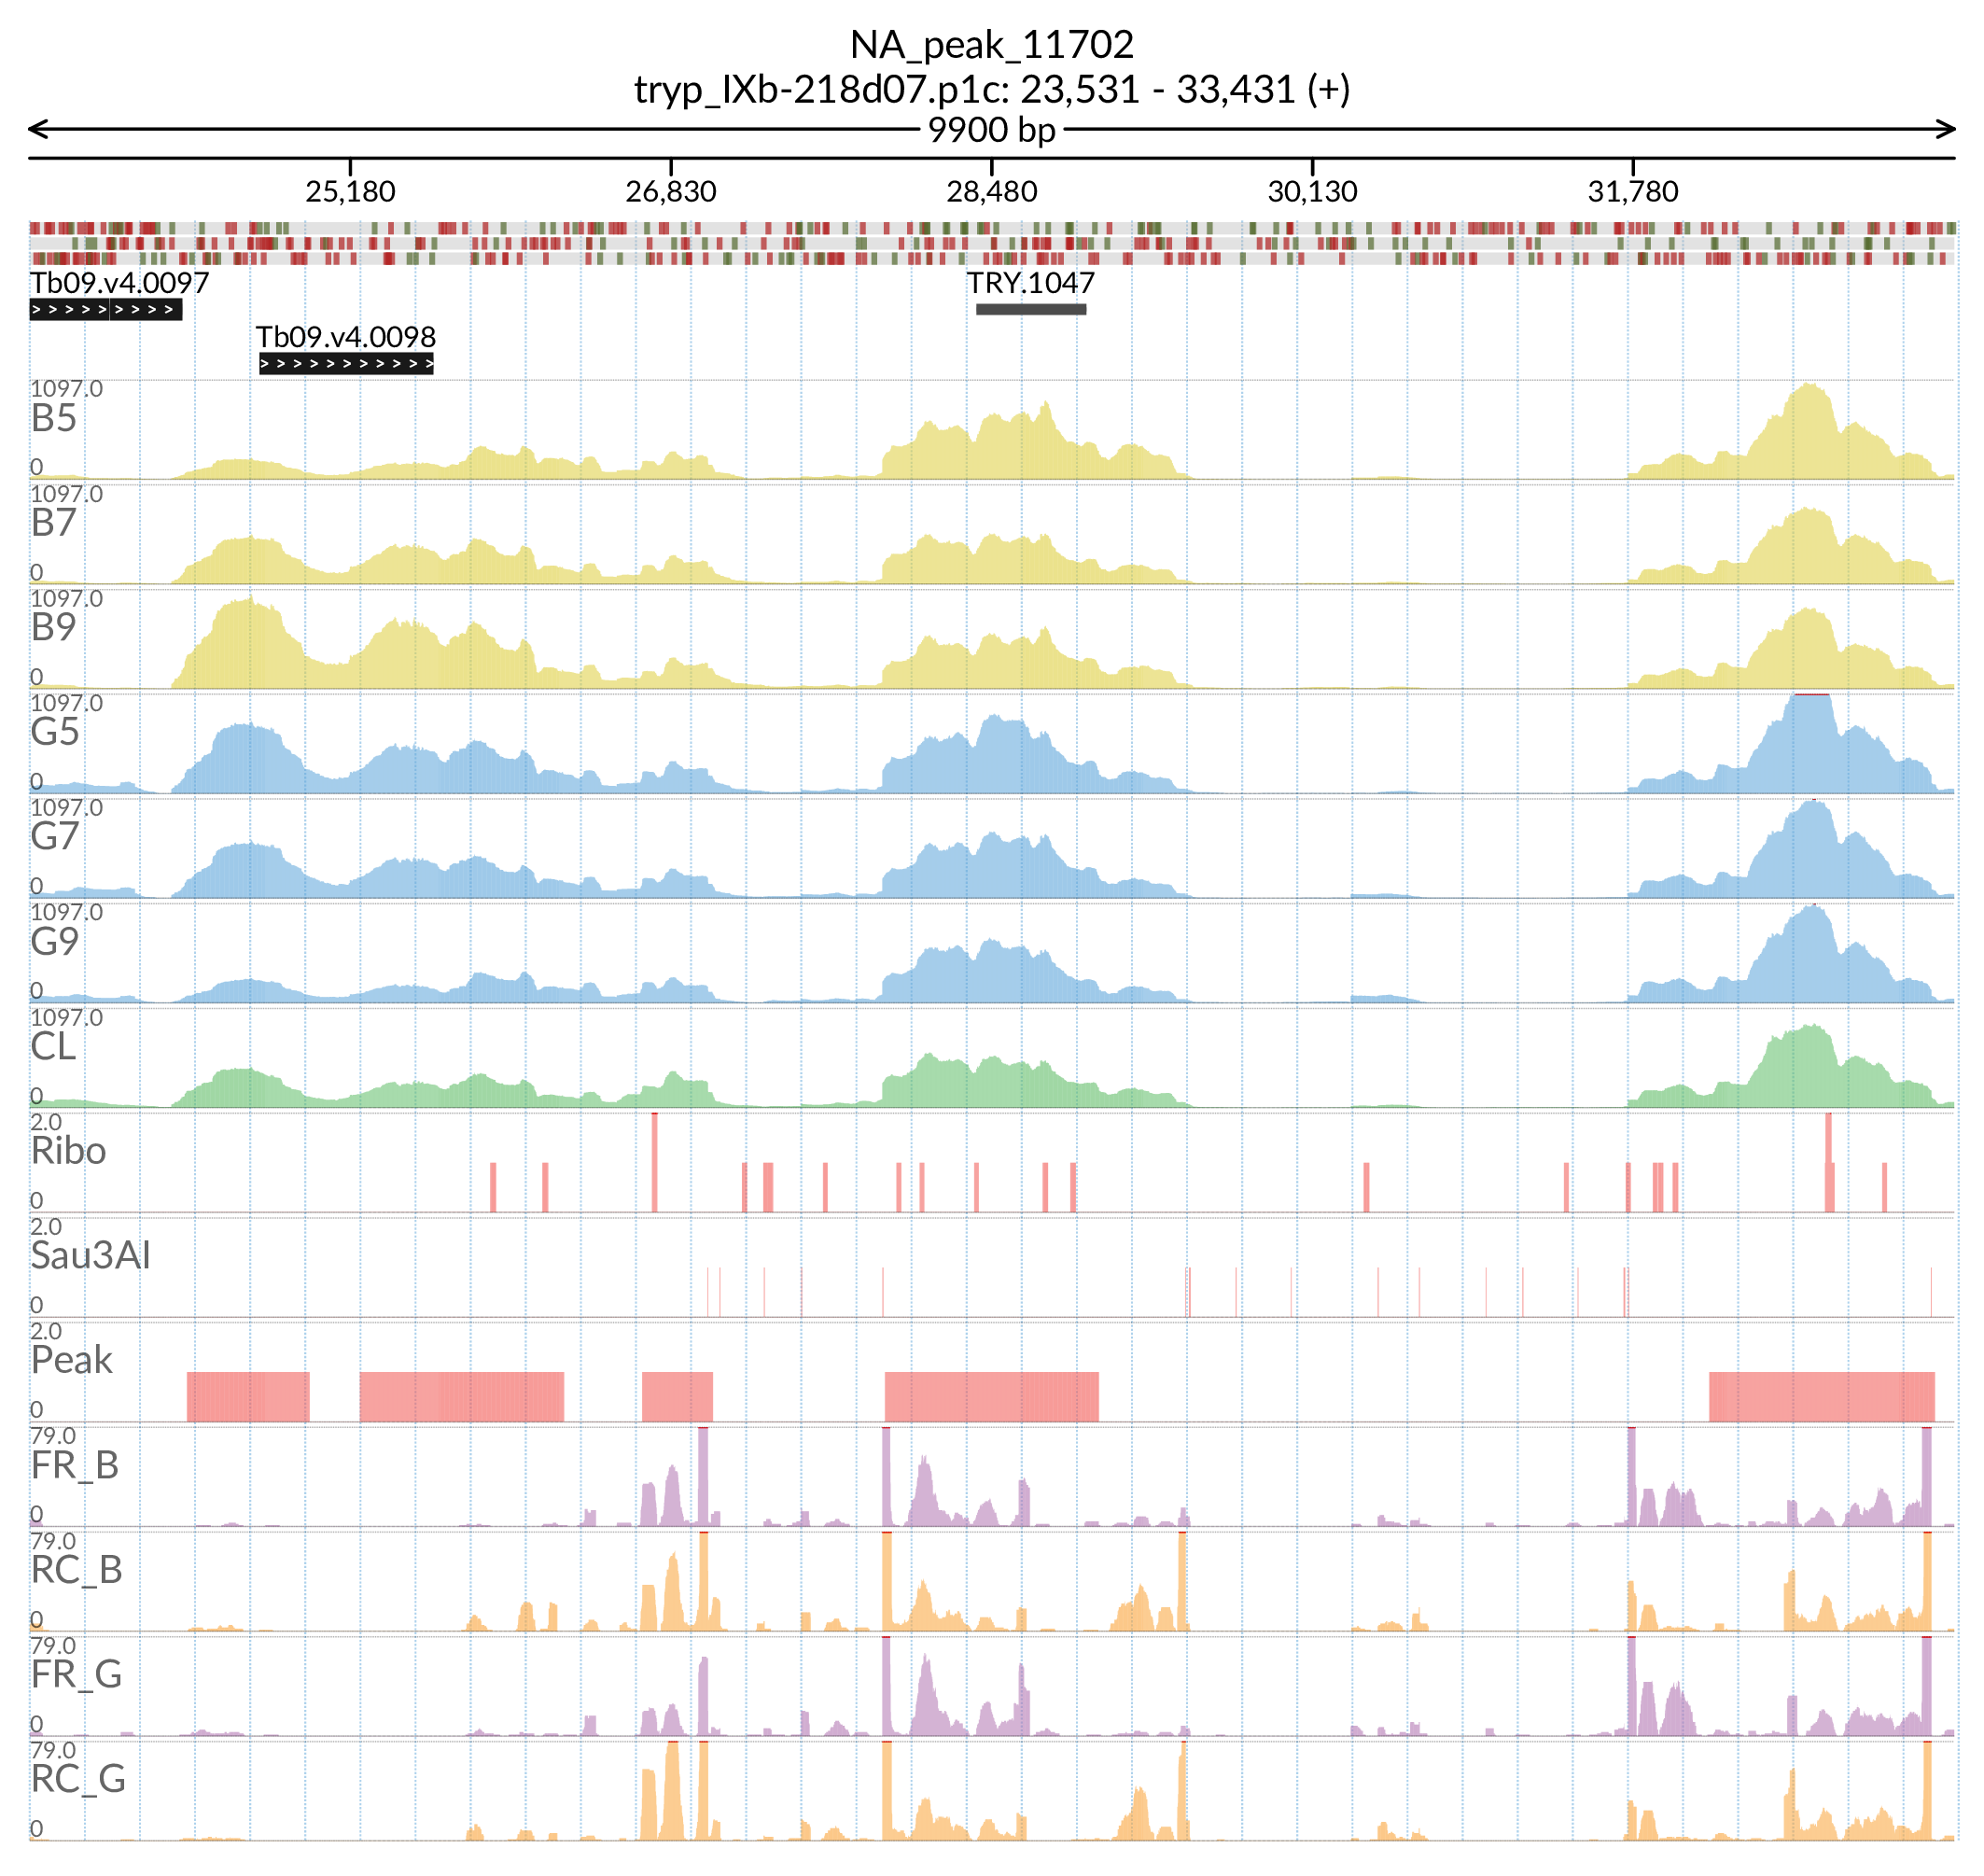 NA_peak_11702
tryp_IXb-218d07.p1c: 23,531 - 33,431 (+)
9900 bp
25,180 26,830 28,480 30,130 31,780
Tb09.v4.0097 TRY.1047
> > > > > > > > >
Tb09.v4.0098
> > > > > > > > > > >
1097.0
B5
0
1097.0
B7
0
1097.0
B9
0
1097.0
G5
0
1097.0
G7
0
1097.0
G9
0
1097.0
CL
0
2.0
Ribo
0
2.0
Sau3AI
0
2.0
Peak
0
79.0
FR_B
0
79.0
RC_B
0
79.0
FR_G
0
79.0
RC_G
0